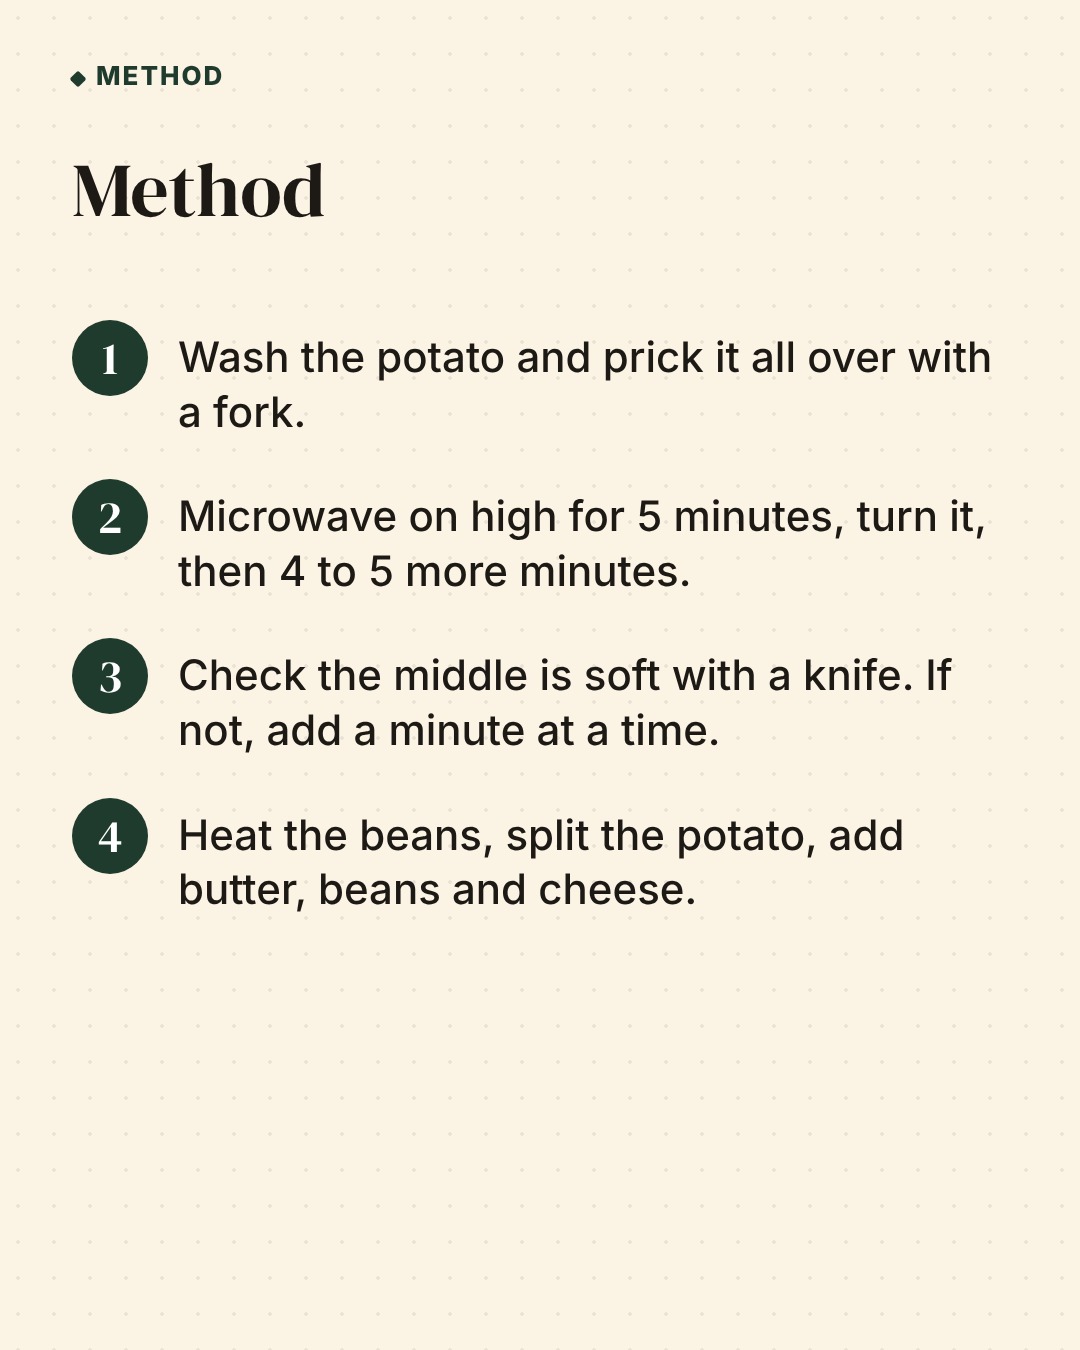 METHOD
Method
1 Wash the potato and prick it all over with
a fork.
2 Microwave on high for 5 minutes, turn it,
then 4 to 5 more minutes.
3 Check the middle is soft with a knife. If
not, add a minute at a time.
4 Heat the beans, split the potato, add
butter, beans and cheese.